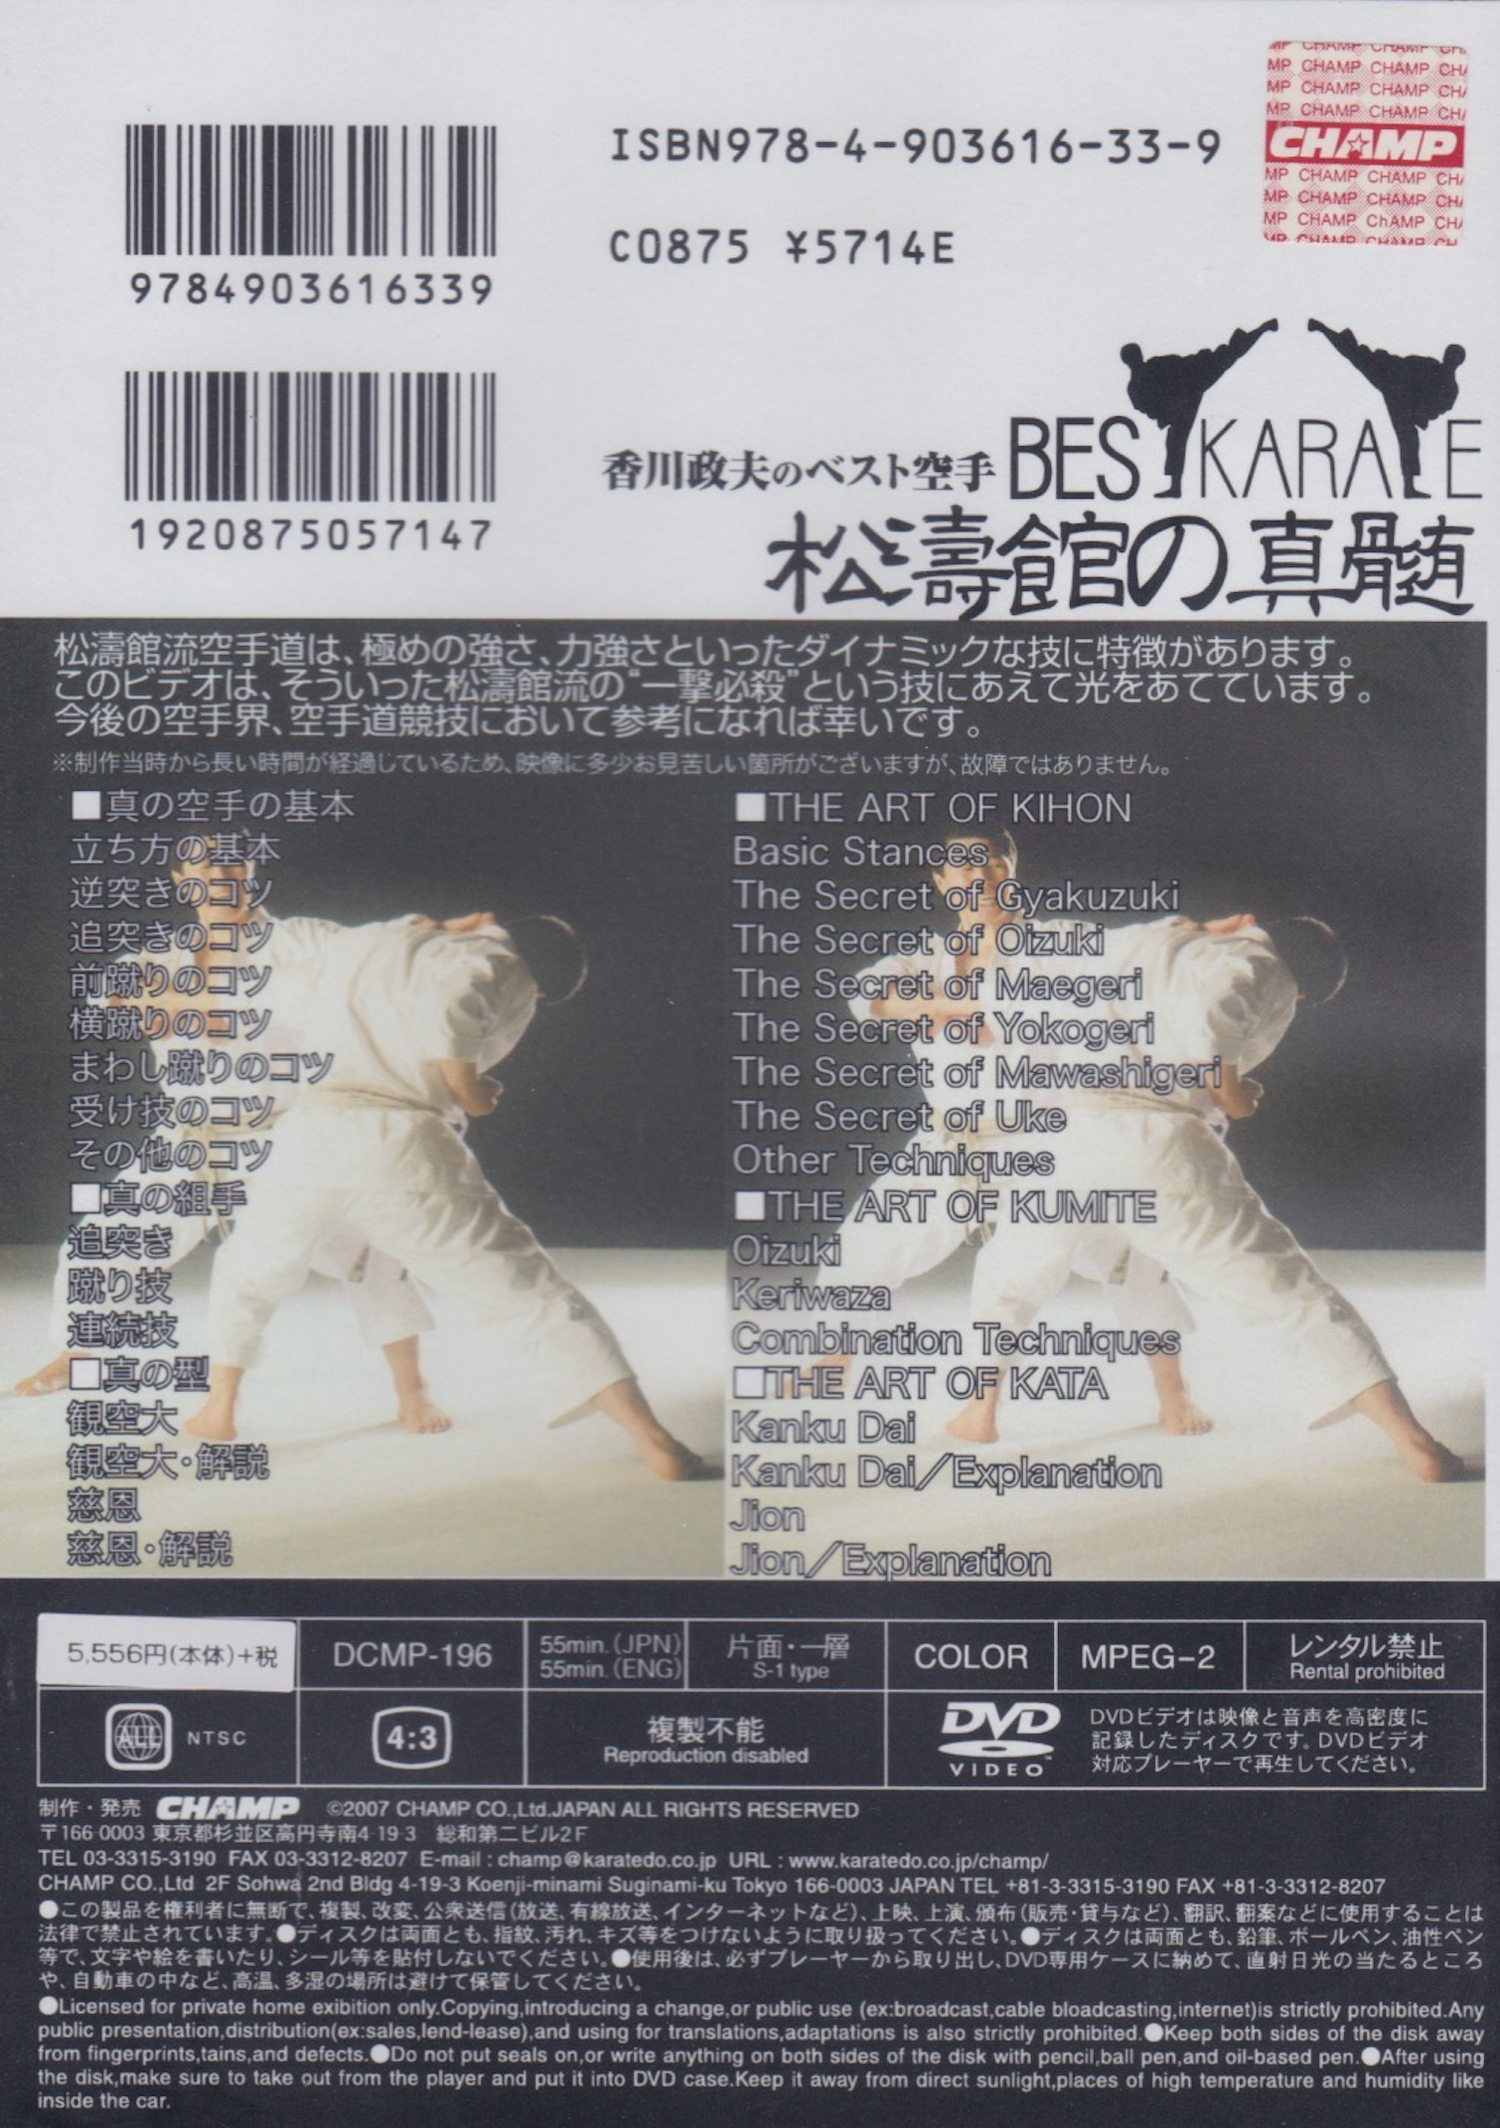 ISBN978-4-903616-33-9
C0875 ¥5714E
9784903616339
1920875057147
MP CHAMP CHAMP CHA
MP CHAMP CHAMP CHA
MP CHAMP CHAMP CHA
CHAMP
MP CHAMP CHAMP CHA
MP CHAMP CHAMP CHA
MP CHAMP ChAMP CHA
香川政夫のベスト空手 BEST KARATE
松濤館の真髄
松濤館流空手道は、極めの強さ、力強さといったダイナミックな技に特徴があります。
このビデオは、そういった松濤館流の“一撃必殺”という技にあえて光をあてています。
今後の空手界、空手道競技において参考になれば幸いです。
※制作当時から長い時間が経過しているため、映像に多少お見苦しい箇所がございますが、故障ではありません。
■真の空手の基本
立ち方の基本
逆突きのコツ
追突きのコツ
前蹴りのコツ
横蹴りのコツ
まわし蹴りのコツ
受け技のコツ
その他のコツ
■真の組手
追突き
蹴り技
連続技
■真の型
観空大
観空大・解説
慈恩
慈恩・解説
■THE ART OF KIHON
Basic Stances
The Secret of Gyakuzuki
The Secret of Oizuki
The Secret of Maegeri
The Secret of Yokogeri
The Secret of Mawashigeri
The Secret of Uke
Other Techniques
■THE ART OF KUMITE
Oizuki
Keriwaza
Combination Techniques
■THE ART OF KATA
Kanku Dai
Kanku Dai／Explanation
Jion
Jion／Explanation
5,556円(本体)+税
DCMP-196
55min.(JPN)
55min.(ENG)
片面・一層
S-1 type
COLOR
MPEG-2
レンタル禁止
Rental prohibited
ALL NTSC
4:3
複製不能
Reproduction disabled
DVD
VIDEO
DVDビデオは映像と音声を高密度に
記録したディスクです。DVDビデオ
対応プレーヤーで再生してください。
制作・発売 CHAMP ©2007 CHAMP CO.,Ltd.JAPAN ALL RIGHTS RESERVED
〒166-0003 東京都杉並区高円寺南4-19-3 総和第二ビル2F
TEL 03-3315-3190 FAX 03-3312-8207 E-mail : champ@karatedo.co.jp URL : www.karatedo.co.jp/champ/
CHAMP CO.,Ltd 2F Sohwa 2nd Bldg 4-19-3 Koenji-minami Suginami-ku Tokyo 166-0003 JAPAN TEL +81-3-3315-3190 FAX +81-3-3312-8207
●この製品を権利者に無断で、複製、改変、公衆送信(放送、有線放送、インターネットなど)、上映、上演、頒布(販売・貸与など)、翻訳、翻案などに使用することは
法律で禁止されています。●ディスクは両面とも、指紋、汚れ、キズ等をつけないように取り扱ってください。●ディスクは両面とも、鉛筆、ボールペン、油性ペン
等で、文字や絵を書いたり、シール等を貼付しないでください。●使用後は、必ずプレーヤーから取り出し、DVD専用ケースに納めて、直射日光の当たるところ
や、自動車の中など、高温、多湿の場所は避けて保管してください。
●Licensed for private home exibition only.Copying,introducing a change,or public use (ex:broadcast,cable bloadcasting,internet)is strictly prohibited.Any
public presentation,distribution(ex:sales,lend-lease),and using for translations,adaptations is also strictly prohibited.●Keep both sides of the disk away
from fingerprints,tains,and defects.●Do not put seals on,or write anything on both sides of the disk with pencil,ball pen,and oil-based pen.●After using
the disk,make sure to take out from the player and put it into DVD case.Keep it away from direct sunlight,places of high temperature and humidity like
inside the car.